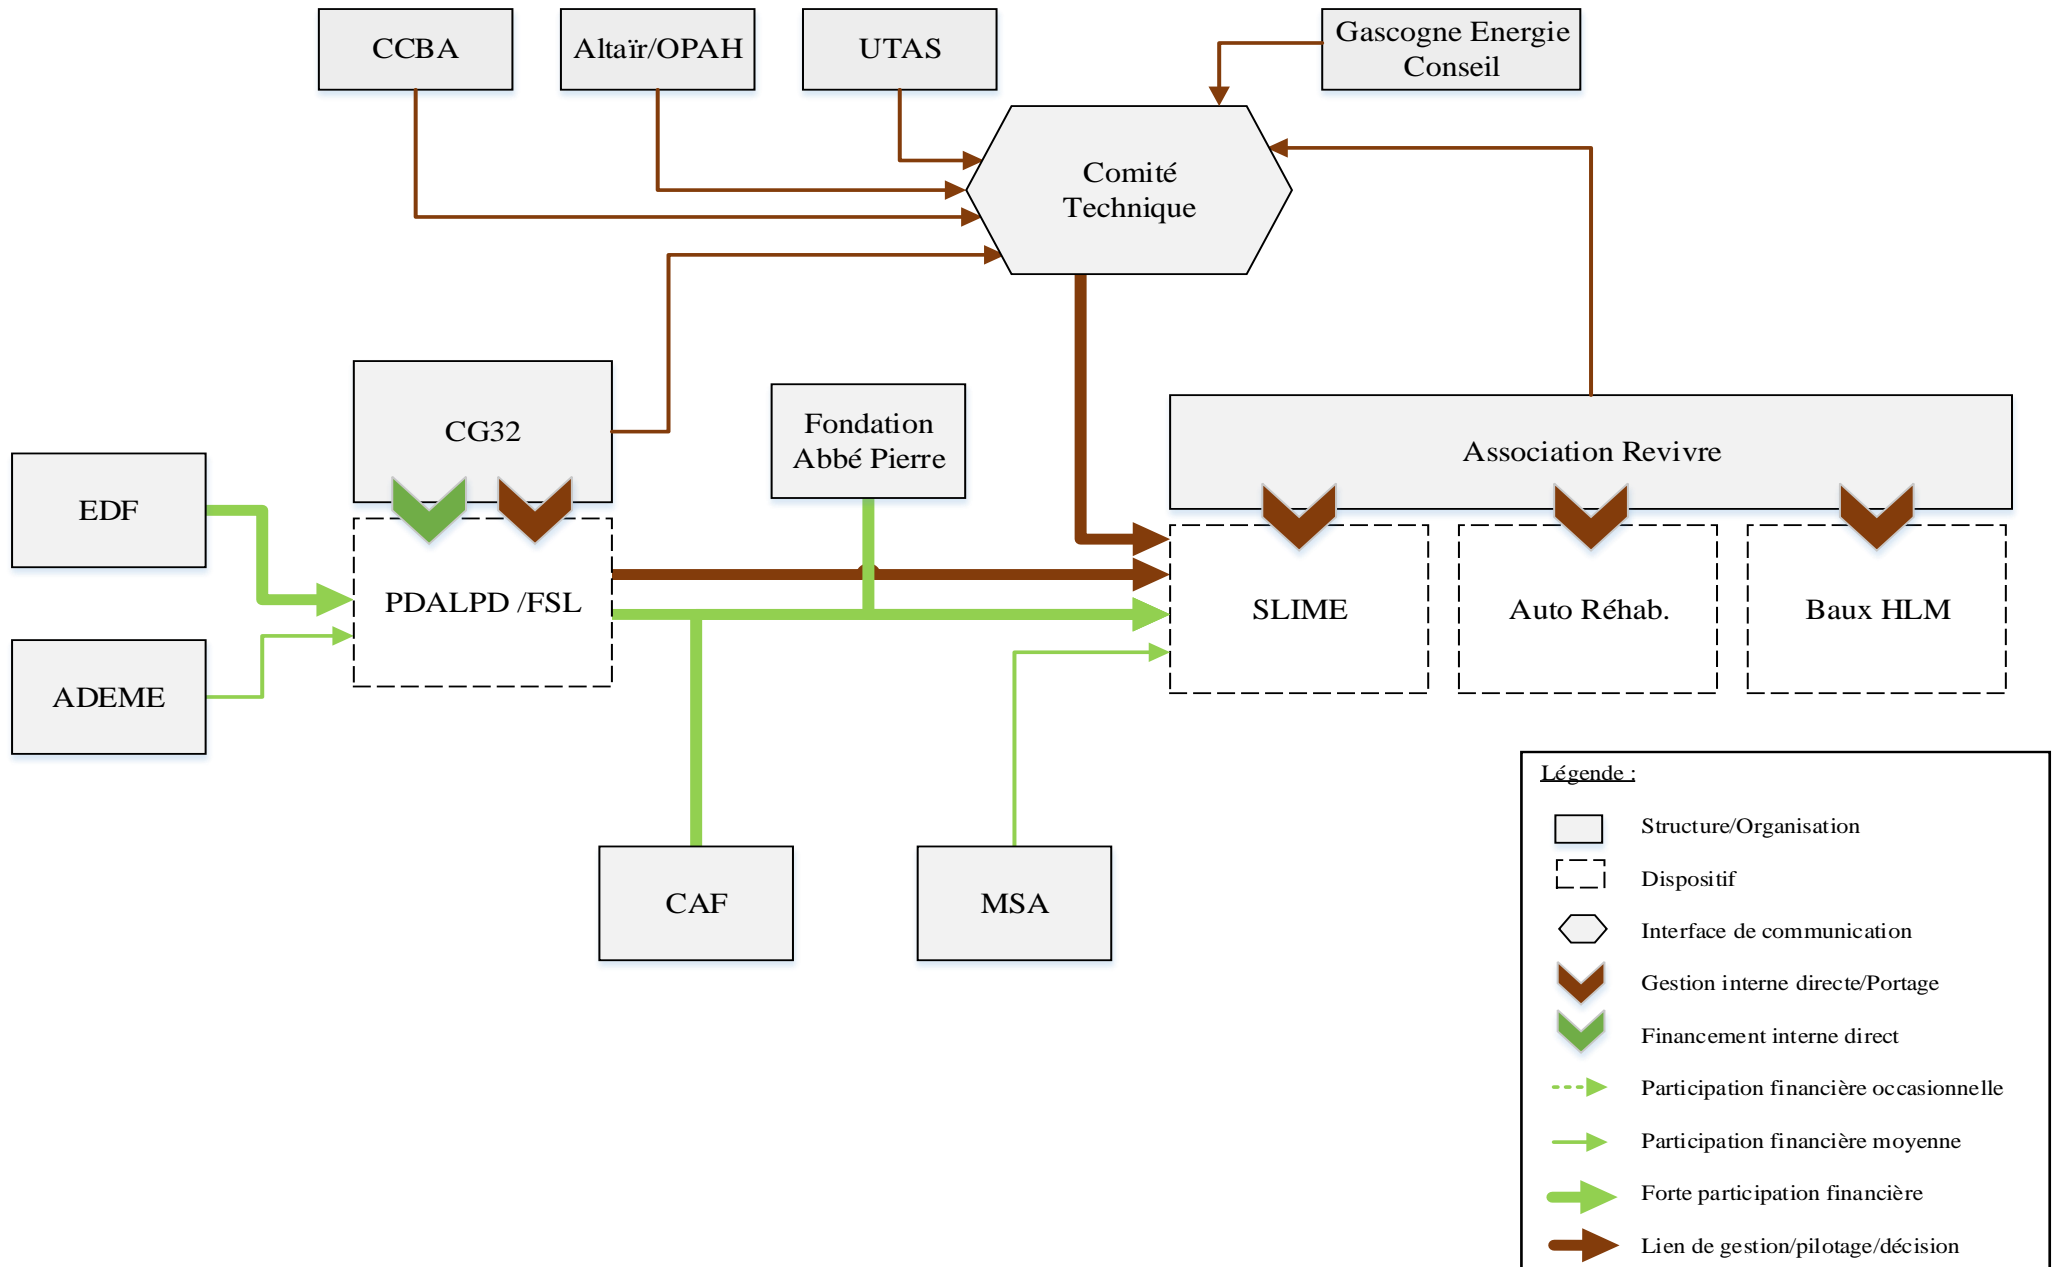 CCBA
Altaïr/OPAH
UTAS
Gascogne Energie
Conseil
Comité
Technique
CG32
Fondation
Abbé Pierre
Association Revivre
EDF
PDALPD /FSL
SLIME
Auto Réhab.
Baux HLM
ADEME
CAF
MSA
Légende :
Structure/Organisation
Dispositif
Interface de communication
Gestion interne directe/Portage
Financement interne direct
Participation financière occasionnelle
Participation financière moyenne
Forte participation financière
Lien de gestion/pilotage/décision